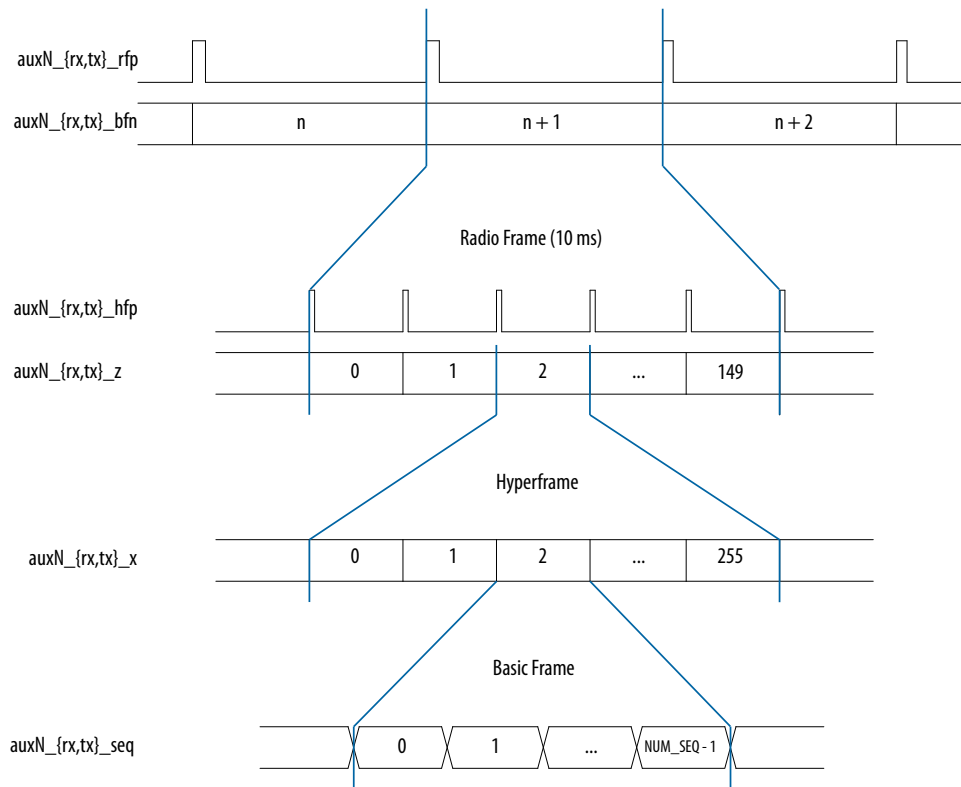 auxN_{rx,tx}_rfp
auxN_{rx,tx}_bfn n n + 1 n + 2
Radio Frame (10 ms)
auxN_{rx,tx}_hfp
auxN_{rx,tx}_z 0 1 2 ... 149
Hyperframe
auxN_{rx,tx}_x 0 1 2 ... 255
Basic Frame
auxN_{rx,tx}_seq 0 1 ... NUM_SEQ - 1